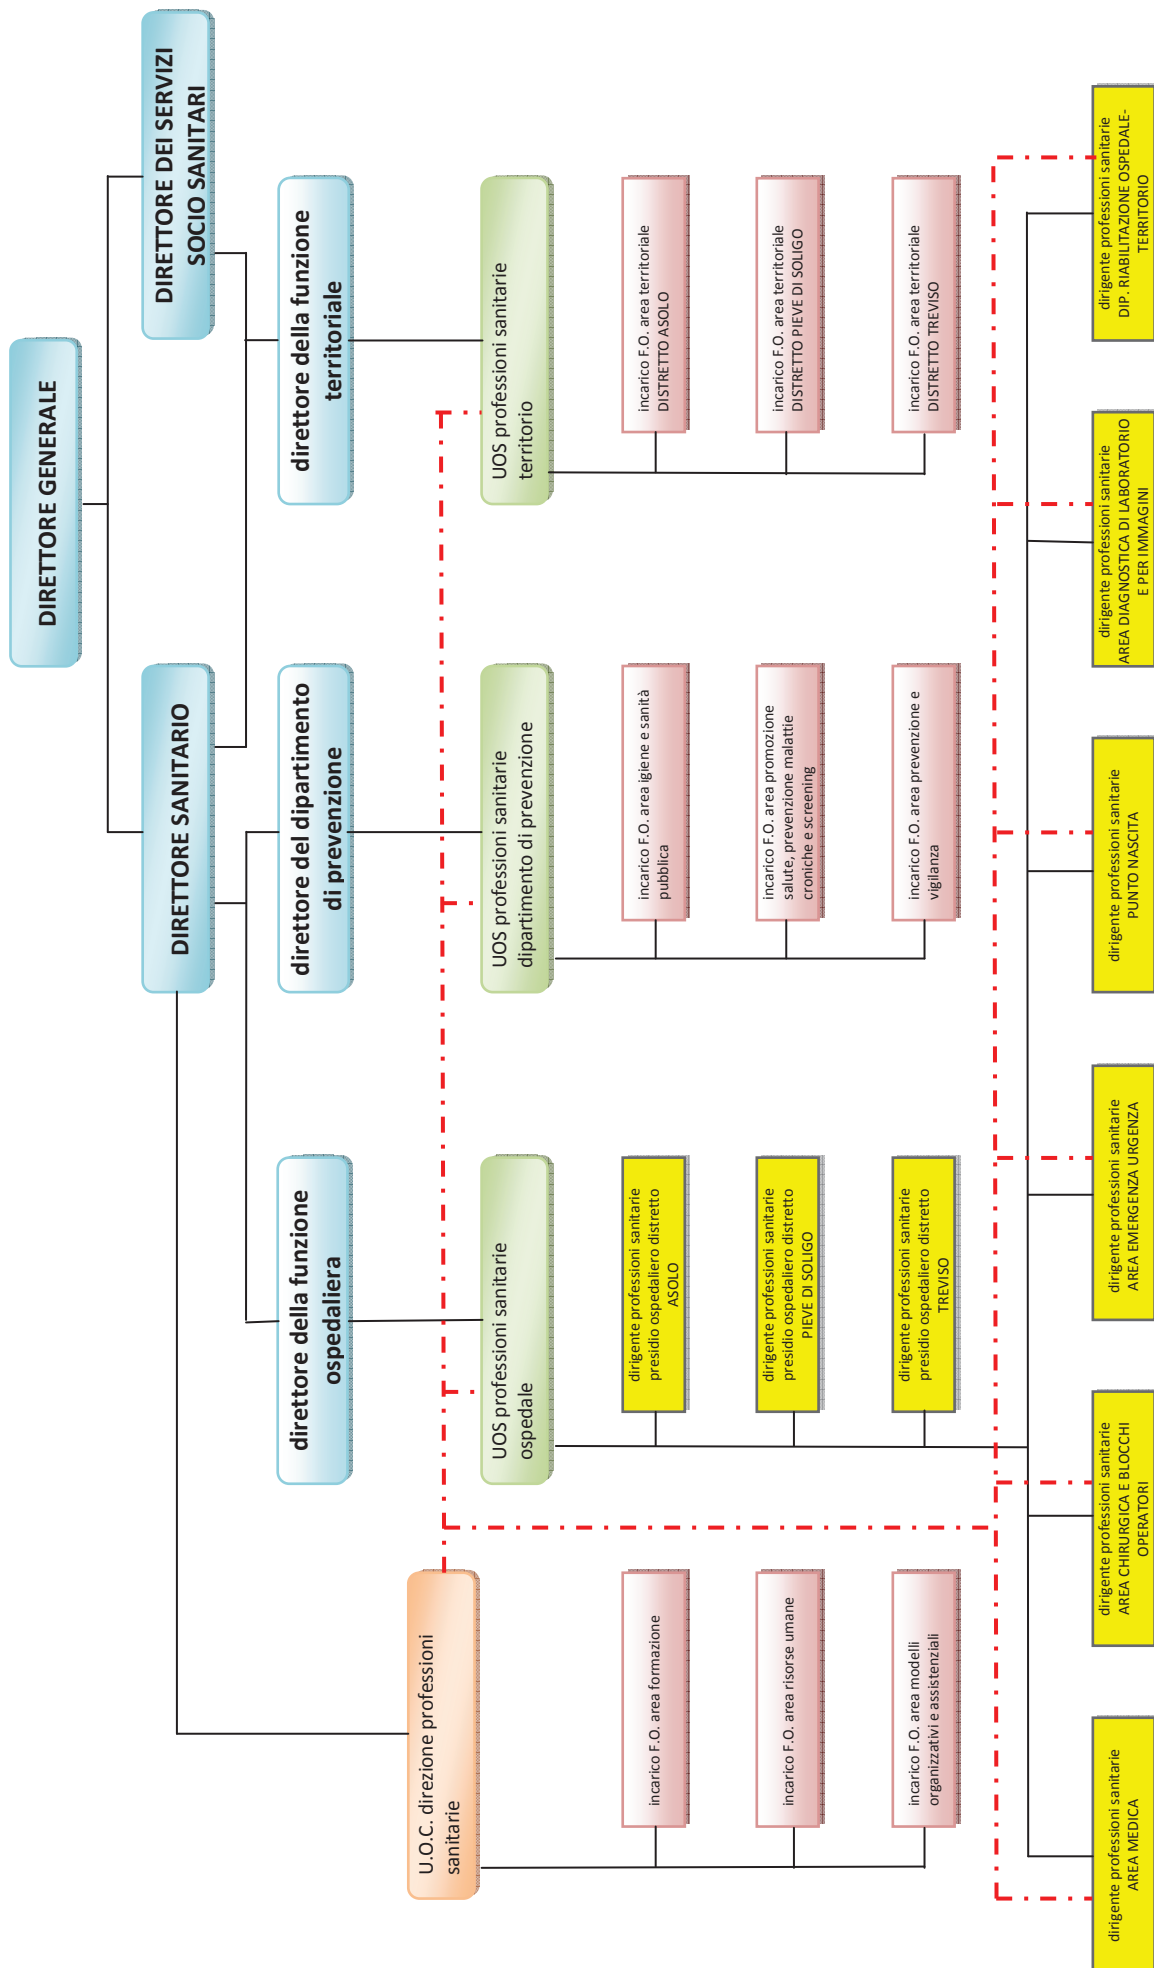 DIRETTORE GENERALE
DIRETTORE SANITARIO
DIRETTORE DEI SERVIZI
SOCIO SANITARI
direttore della funzione
ospedaliera
direttore del dipartimento
di prevenzione
direttore della funzione
territoriale
U.O.C. direzione professioni
sanitarie
UOS professioni sanitarie
ospedale
UOS professioni sanitarie
dipartimento di prevenzione
UOS professioni sanitarie
territorio
incarico F.O. area formazione
dirigente professioni sanitarie
presidio ospedaliero distretto
ASOLO
incarico F.O. area igiene e sanità
pubblica
incarico F.O. area territoriale
DISTRETTO ASOLO
incarico F.O. area risorse umane
dirigente professioni sanitarie
presidio ospedaliero distretto
PIEVE DI SOLIGO
incarico F.O. area promozione
salute, prevenzione malattie
croniche e screening
incarico F.O. area territoriale
DISTRETTO PIEVE DI SOLIGO
incarico F.O. area modelli
organizzativi e assistenziali
dirigente professioni sanitarie
presidio ospedaliero distretto
TREVISO
incarico F.O. area prevenzione e
vigilanza
incarico F.O. area territoriale
DISTRETTO TREVISO
dirigente professioni sanitarie
AREA MEDICA
dirigente professioni sanitarie
AREA CHIRURGICA E BLOCCHI
OPERATORI
dirigente professioni sanitarie
AREA EMERGENZA URGENZA
dirigente professioni sanitarie
PUNTO NASCITA
dirigente professioni sanitarie
AREA DIAGNOSTICA DI LABORATORIO
E PER IMMAGINI
dirigente professioni sanitarie
DIP. RIABILITAZIONE OSPEDALE-
TERRITORIO